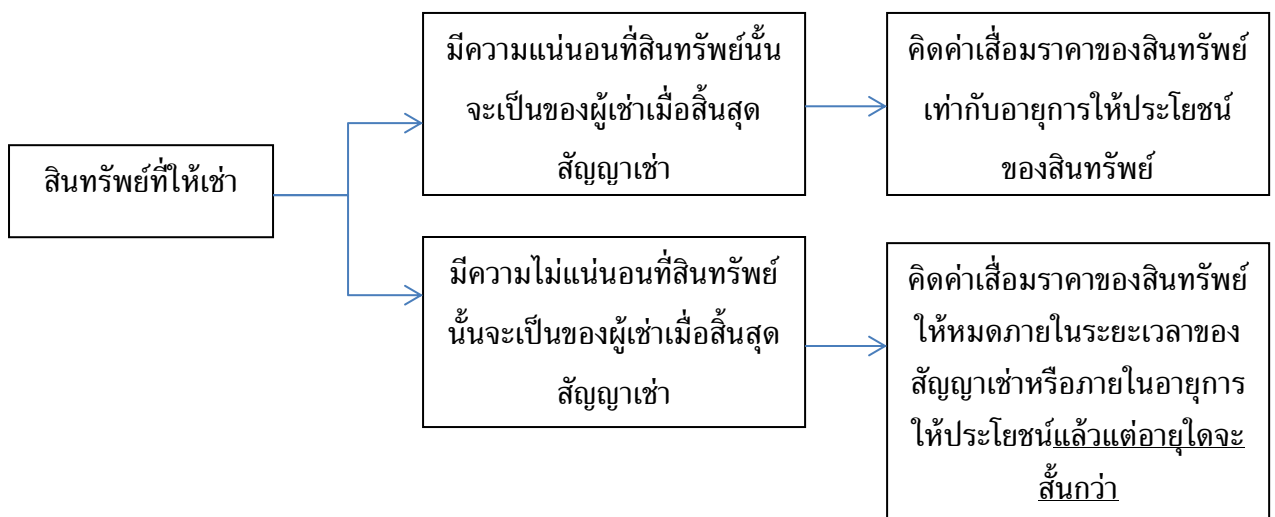 สินทรัพย์ที่ให้เช่า
มีความแน่นอนที่สินทรัพย์นั้น
จะเป็นของผู้เช่าเมื่อสิ้นสุด
สัญญาเช่า
คิดค่าเสื่อมราคาของสินทรัพย์
เท่ากับอายุการให้ประโยชน์
ของสินทรัพย์
มีความไม่แน่นอนที่สินทรัพย์
นั้นจะเป็นของผู้เช่าเมื่อสิ้นสุด
สัญญาเช่า
คิดค่าเสื่อมราคาของสินทรัพย์
ให้หมดภายในระยะเวลาของ
สัญญาเช่าหรือภายในอายุการ
ให้ประโยชน์แล้วแต่อายุใดจะ
สั้นกว่า